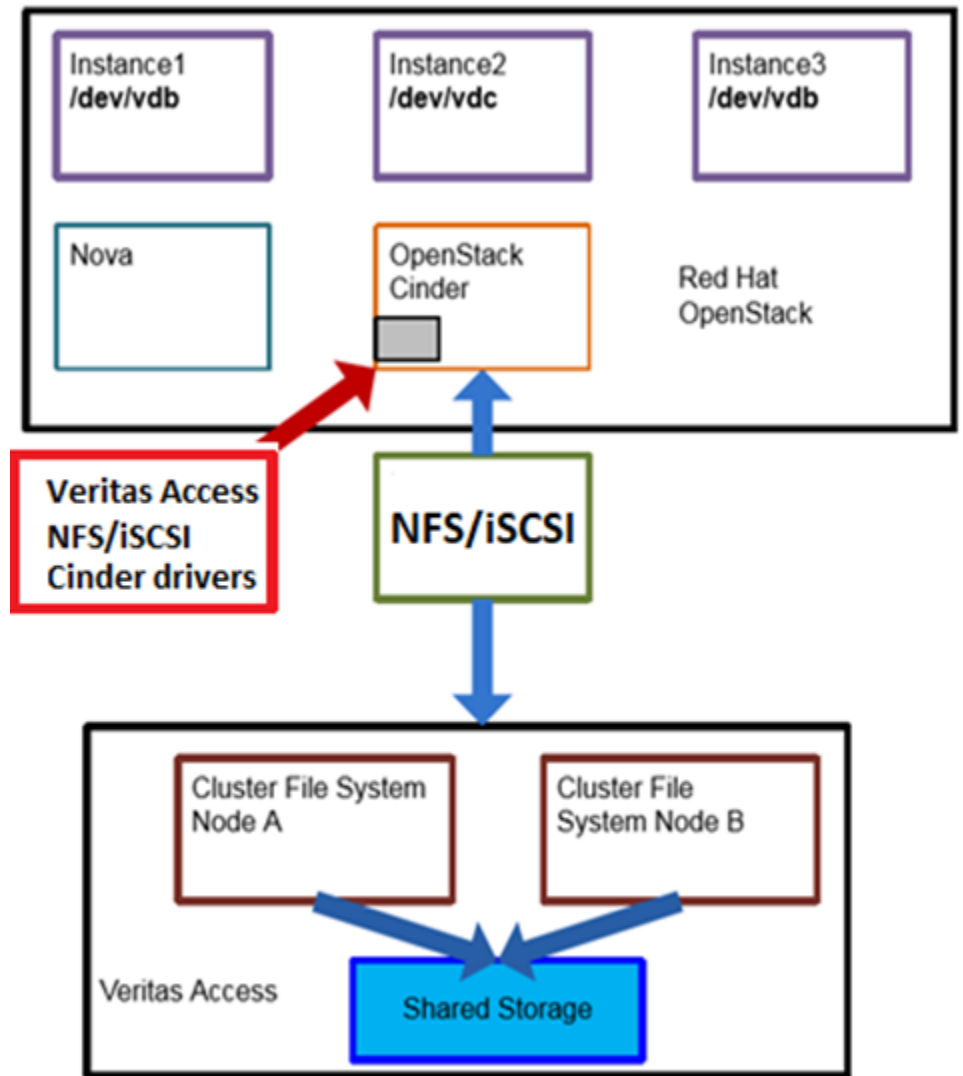 Instance1
/dev/vdb
Instance2
/dev/vdc
Instance3
/dev/vdb
Nova
OpenStack
Cinder
Red Hat
OpenStack
Veritas Access
NFS/iSCSI
Cinder drivers
NFS/iSCSI
Cluster File System
Node A
Cluster File
System Node B
Veritas Access
Shared Storage